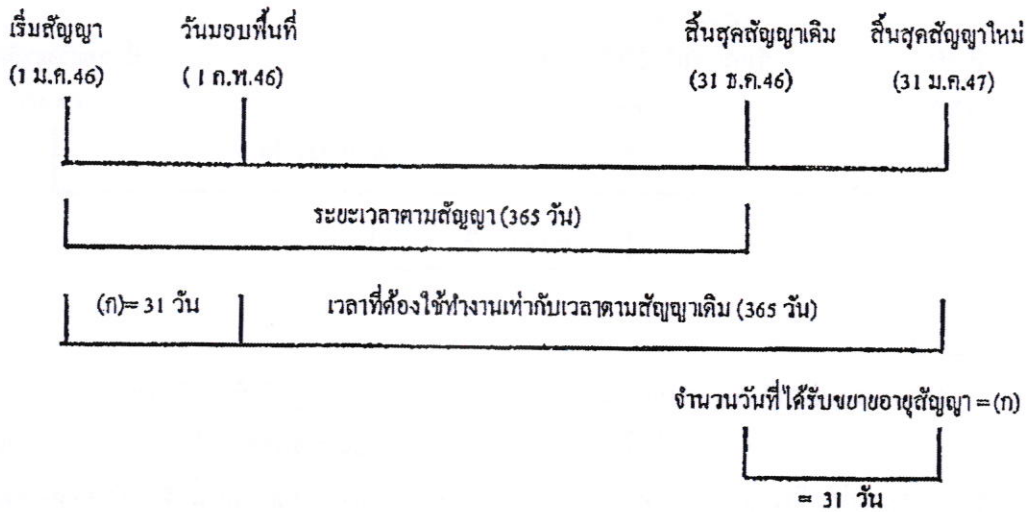 เริ่มสัญญา วันมอบพื้นที่ สิ้นสุดสัญญาเดิม สิ้นสุดสัญญาใหม่
(1 ม.ค.46) ( 1 ก.พ.46) (31 ธ.ค.46) (31 ม.ค.47)
ระยะเวลาตามสัญญา (365 วัน)
(ก)= 31 วัน เวลาที่ต้องใช้ทำงานเท่ากับเวลาตามสัญญาเดิม (365 วัน)
จำนวนวันที่ได้รับขยายอายุสัญญา = (ก)
= 31 วัน